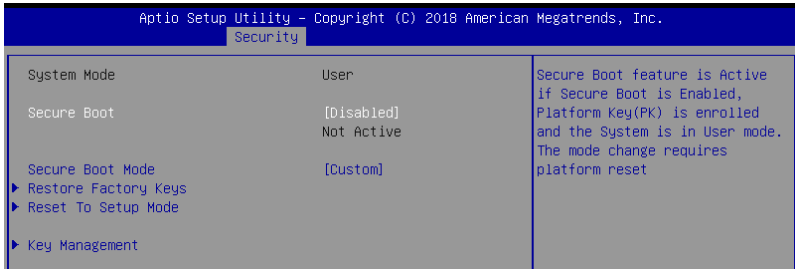 Aptio Setup Utility – Copyright (C) 2018 American Megatrends, Inc.
Security
System Mode User
Secure Boot [Disabled]
Not Active
Secure Boot Mode [Custom]
Restore Factory Keys
Reset To Setup Mode
Key Management
Secure Boot feature is Active
if Secure Boot is Enabled,
Platform Key(PK) is enrolled
and the System is in User mode.
The mode change requires
platform reset